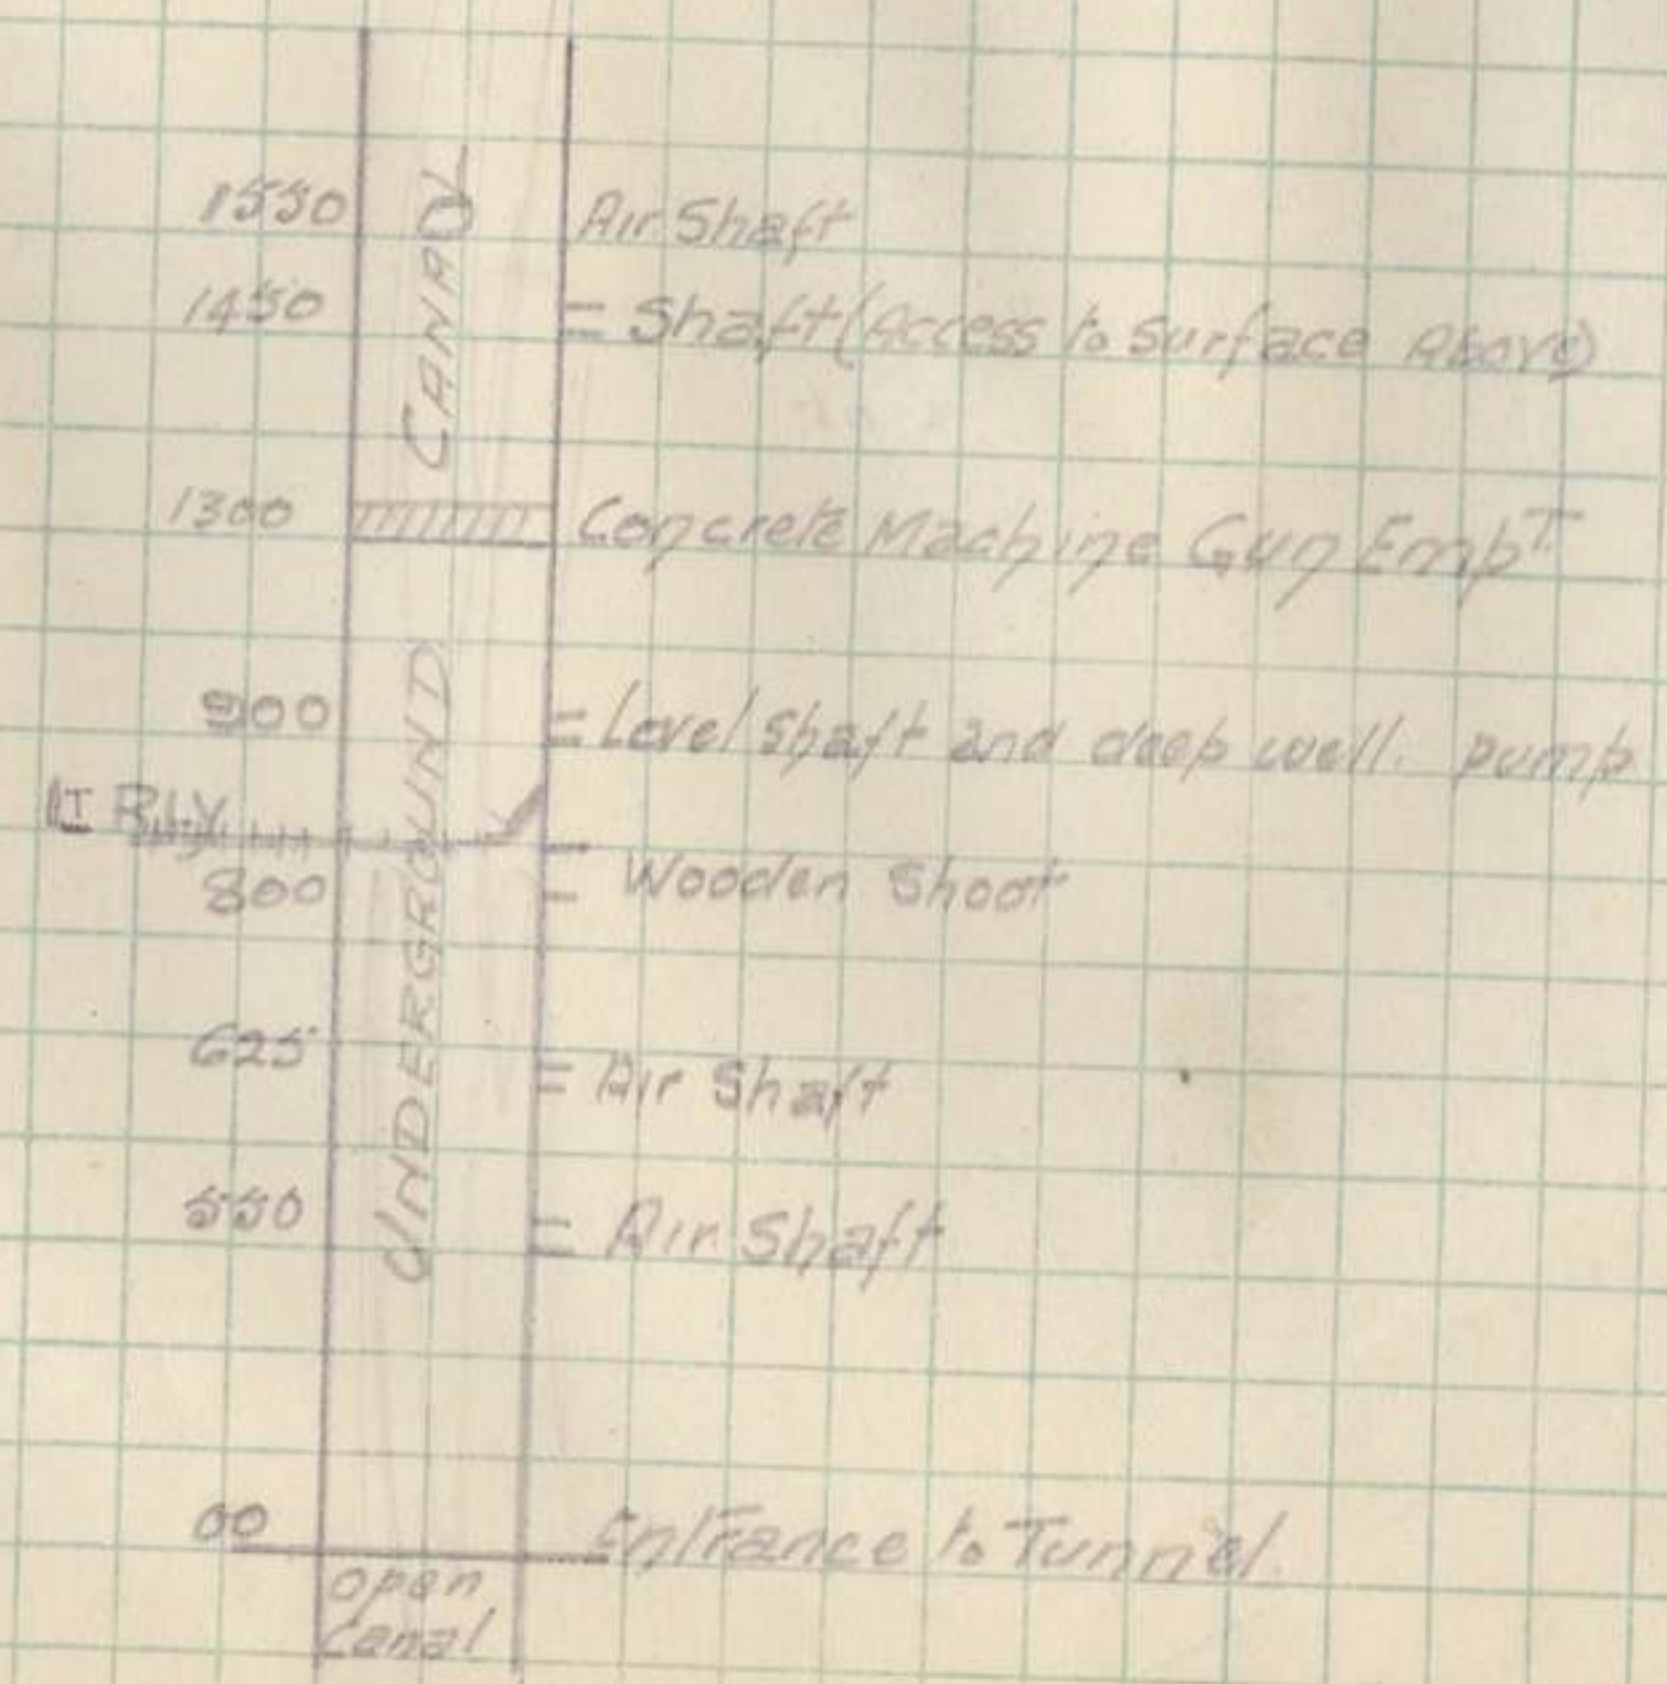 1550 Air Shaft
1450 = Shaft (Access to Surface Above)
CANAL
1300 Concrete Machine Gun Emp T.
900 = Level Shaft and deep well. pump
LT RLY
800 = Wooden Shoot
UNDERGROUND
625 = Air Shaft
550 = Air Shaft
00 Entrance to Tunnel.
open
Canal